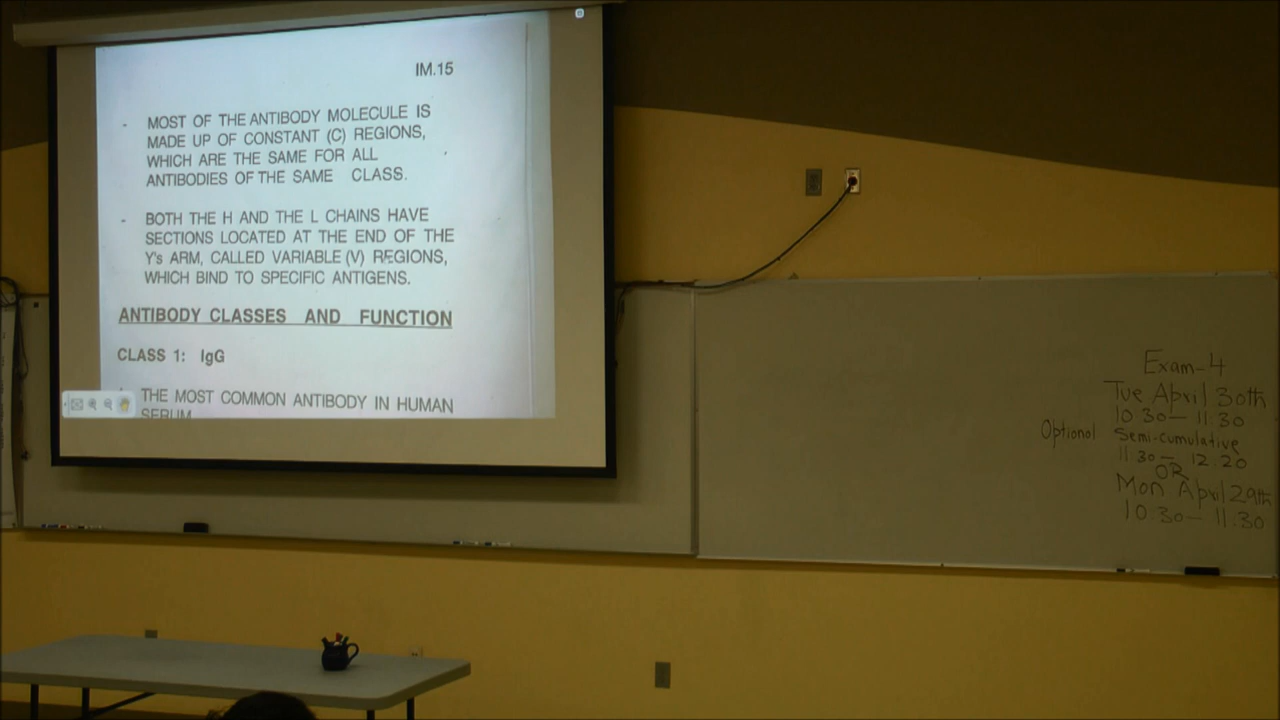 IM.15
- MOST OF THE ANTIBODY MOLECULE IS
MADE UP OF CONSTANT (C) REGIONS,
WHICH ARE THE SAME FOR ALL
ANTIBODIES OF THE SAME CLASS.
- BOTH THE H AND THE L CHAINS HAVE
SECTIONS LOCATED AT THE END OF THE
Y's ARM, CALLED VARIABLE (V) REGIONS,
WHICH BIND TO SPECIFIC ANTIGENS.
ANTIBODY CLASSES AND FUNCTION
CLASS 1: IgG
THE MOST COMMON ANTIBODY IN HUMAN
SERUM
Exam-4
Tue April 30th
10:30 — 11:30
Optional Semi-cumulative
11:30 — 12:20
OR
Mon April 29th
10:30 — 11:30